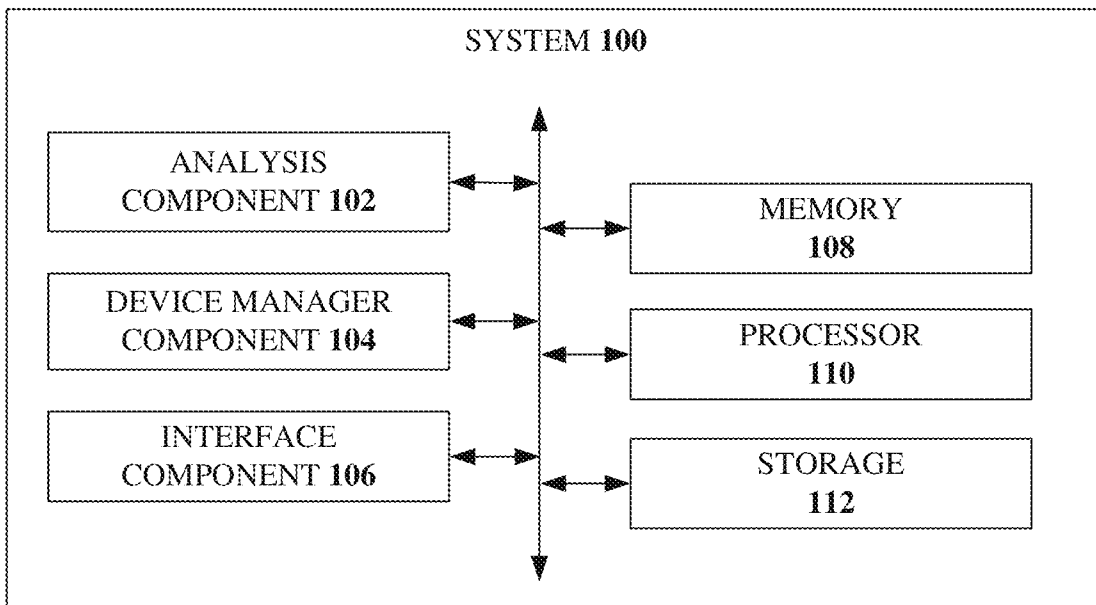 SYSTEM 100
ANALYSIS
COMPONENT 102
DEVICE MANAGER
COMPONENT 104
INTERFACE
COMPONENT 106
MEMORY
108
PROCESSOR
110
STORAGE
112